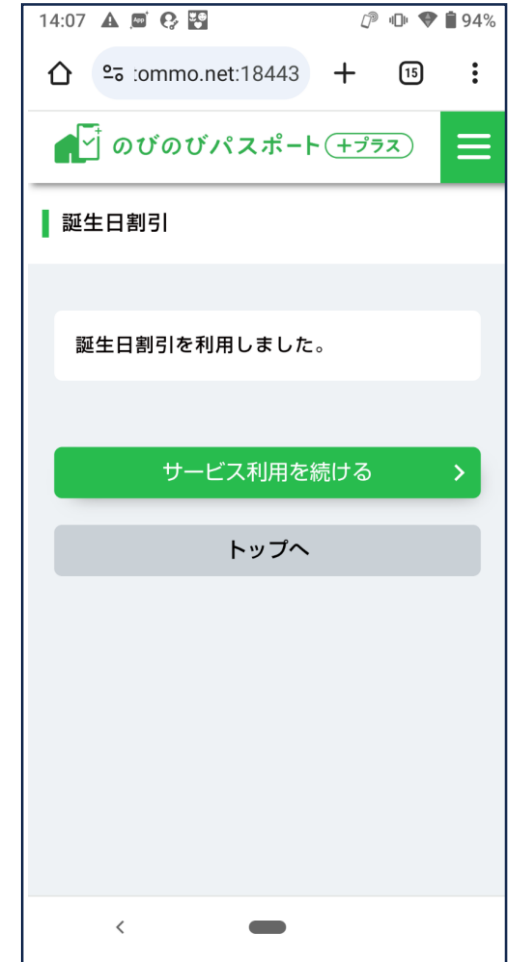 14:07 94%
:ommo.net:18443 15
のびのびパスポート +プラス
誕生日割引
誕生日割引を利用しました。
サービス利用を続ける
トップへ